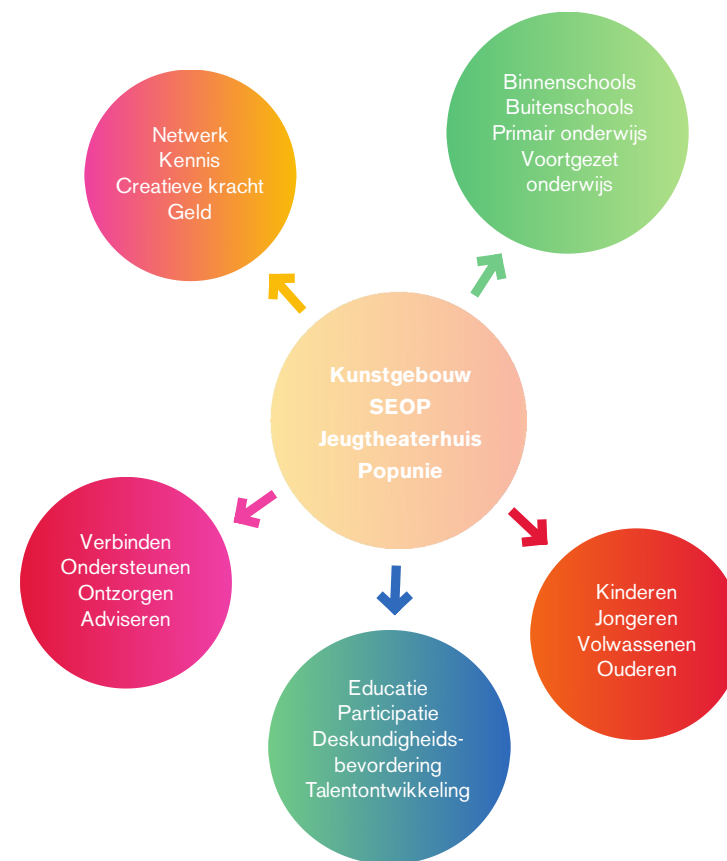 Netwerk
Kennis
Creatieve kracht
Geld
Binnenschools
Buitenschools
Primair onderwijs
Voortgezet
onderwijs
Kunstgebouw
SEOP
Jeugtheaterhuis
Popunie
Verbinden
Ondersteunen
Ontzorgen
Adviseren
Kinderen
Jongeren
Volwassenen
Ouderen
Educatie
Participatie
Deskundigheids-
bevordering
Talentontwikkeling